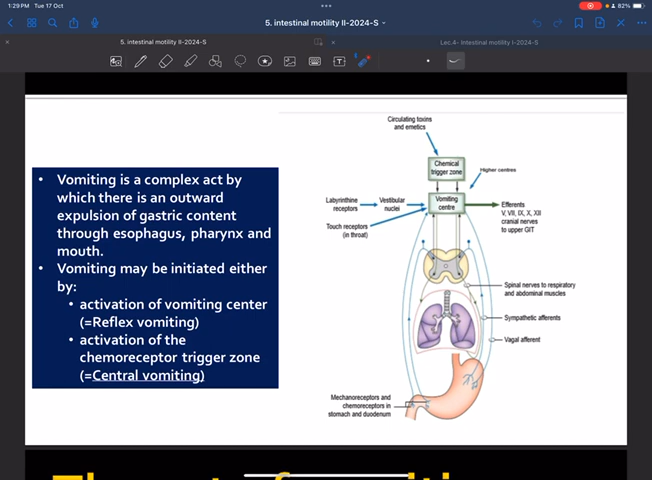 1:29 PM Tue 17 Oct
82%
5. intestinal motility II-2024-S
5. intestinal motility II-2024-S
Lec.4- Intestinal motility I-2024-S
• Vomiting is a complex act by
which there is an outward
expulsion of gastric content
through esophagus, pharynx and
mouth.
• Vomiting may be initiated either
by:
• activation of vomiting center
(=Reflex vomiting)
• activation of the
chemoreceptor trigger zone
(=Central vomiting)
Circulating toxins
and emetics
Chemical
trigger zone
Higher centres
Labyrinthine
receptors
Vestibular
nuclei
Vomiting
centre
Touch receptors
(in throat)
Efferents
V, VII, IX, X, XII
cranial nerves
to upper GIT
Spinal nerves to respiratory
and abdominal muscles
Sympathetic afferents
Vagal afferent
Mechanoreceptors and
chemoreceptors in
stomach and duodenum